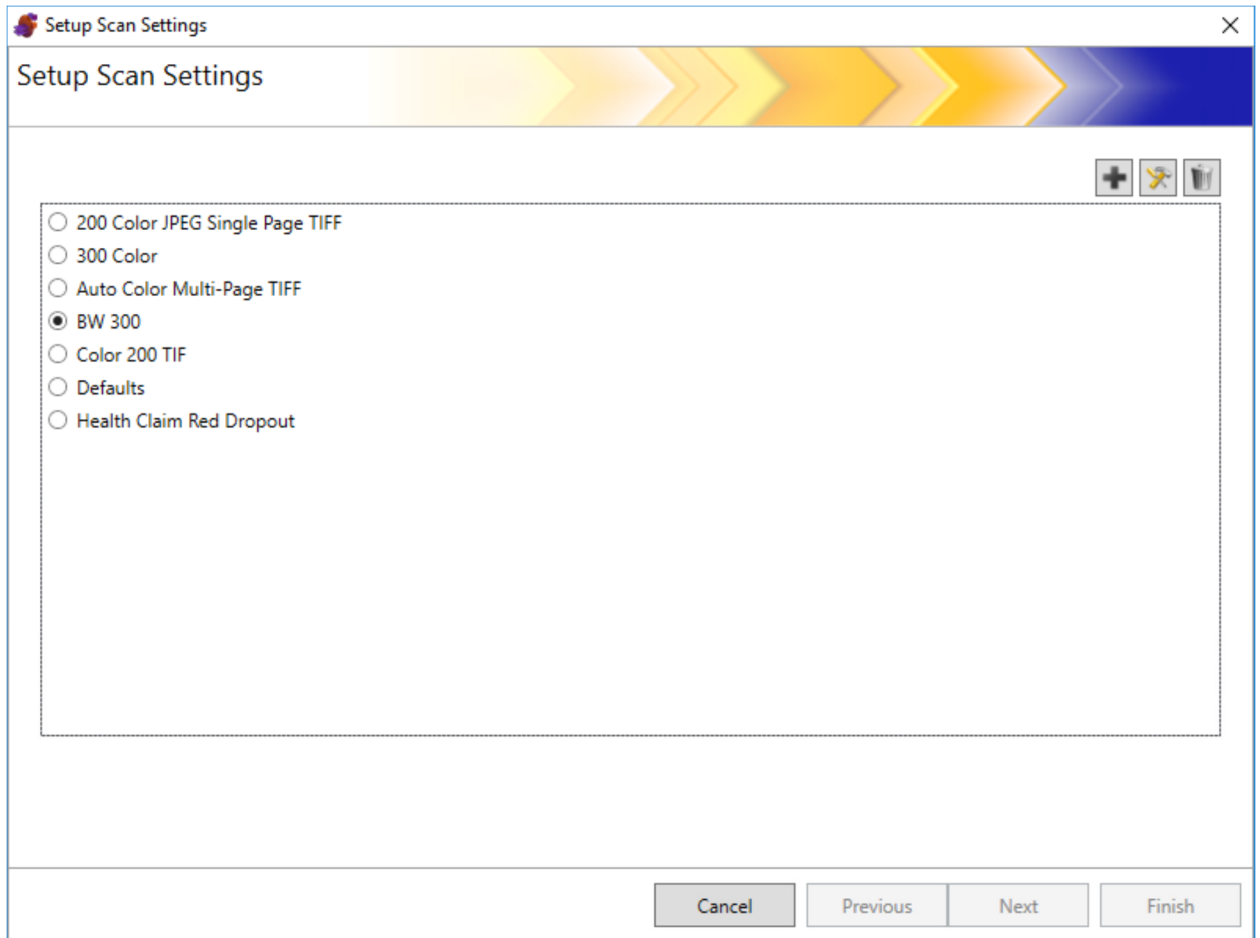 Setup Scan Settings
Setup Scan Settings
200 Color JPEG Single Page TIFF
300 Color
Auto Color Multi-Page TIFF
BW 300
Color 200 TIF
Defaults
Health Claim Red Dropout
Cancel Previous Next Finish